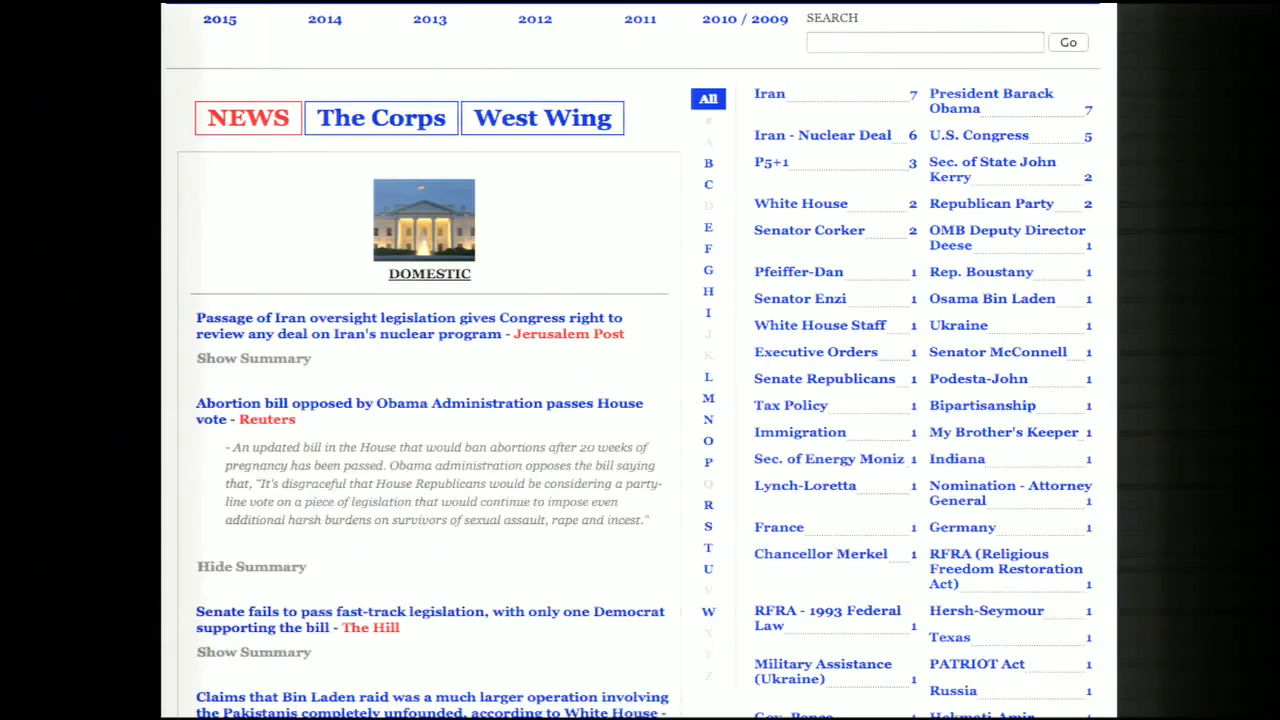 2015 2014 2013 2012 2011 2010 / 2009 SEARCH
Go
NEWS The Corps West Wing
DOMESTIC
Passage of Iran oversight legislation gives Congress right to
review any deal on Iran's nuclear program - Jerusalem Post
Show Summary
Abortion bill opposed by Obama Administration passes House
vote - Reuters
- An updated bill in the House that would ban abortions after 20 weeks of
pregnancy has been passed. Obama administration opposes the bill saying
that, "It's disgraceful that House Republicans would be considering a party-
line vote on a piece of legislation that would continue to impose even
additional harsh burdens on survivors of sexual assault, rape and incest."
Hide Summary
Senate fails to pass fast-track legislation, with only one Democrat
supporting the bill - The Hill
Show Summary
Claims that Bin Laden raid was a much larger operation involving
the Pakistanis completely unfounded, according to White House -
All
#
A
B
C
D
E
F
G
H
I
J
K
L
M
N
O
P
Q
R
S
T
U
V
W
X
Y
Z
Iran 7
Iran - Nuclear Deal 6
P5+1 3
White House 2
Senator Corker 2
Pfeiffer-Dan 1
Senator Enzi 1
White House Staff 1
Executive Orders 1
Senate Republicans 1
Tax Policy 1
Immigration 1
Sec. of Energy Moniz 1
Lynch-Loretta 1
France 1
Chancellor Merkel 1
RFRA - 1993 Federal
Law 1
Military Assistance
(Ukraine) 1
Gov. Pence 1
President Barack
Obama 7
U.S. Congress 5
Sec. of State John
Kerry 2
Republican Party 2
OMB Deputy Director
Deese 1
Rep. Boustany 1
Osama Bin Laden 1
Ukraine 1
Senator McConnell 1
Podesta-John 1
Bipartisanship 1
My Brother's Keeper 1
Indiana 1
Nomination - Attorney
General 1
Germany 1
RFRA (Religious
Freedom Restoration
Act) 1
Hersh-Seymour 1
Texas 1
PATRIOT Act 1
Russia 1
Hekmati-Amir 1